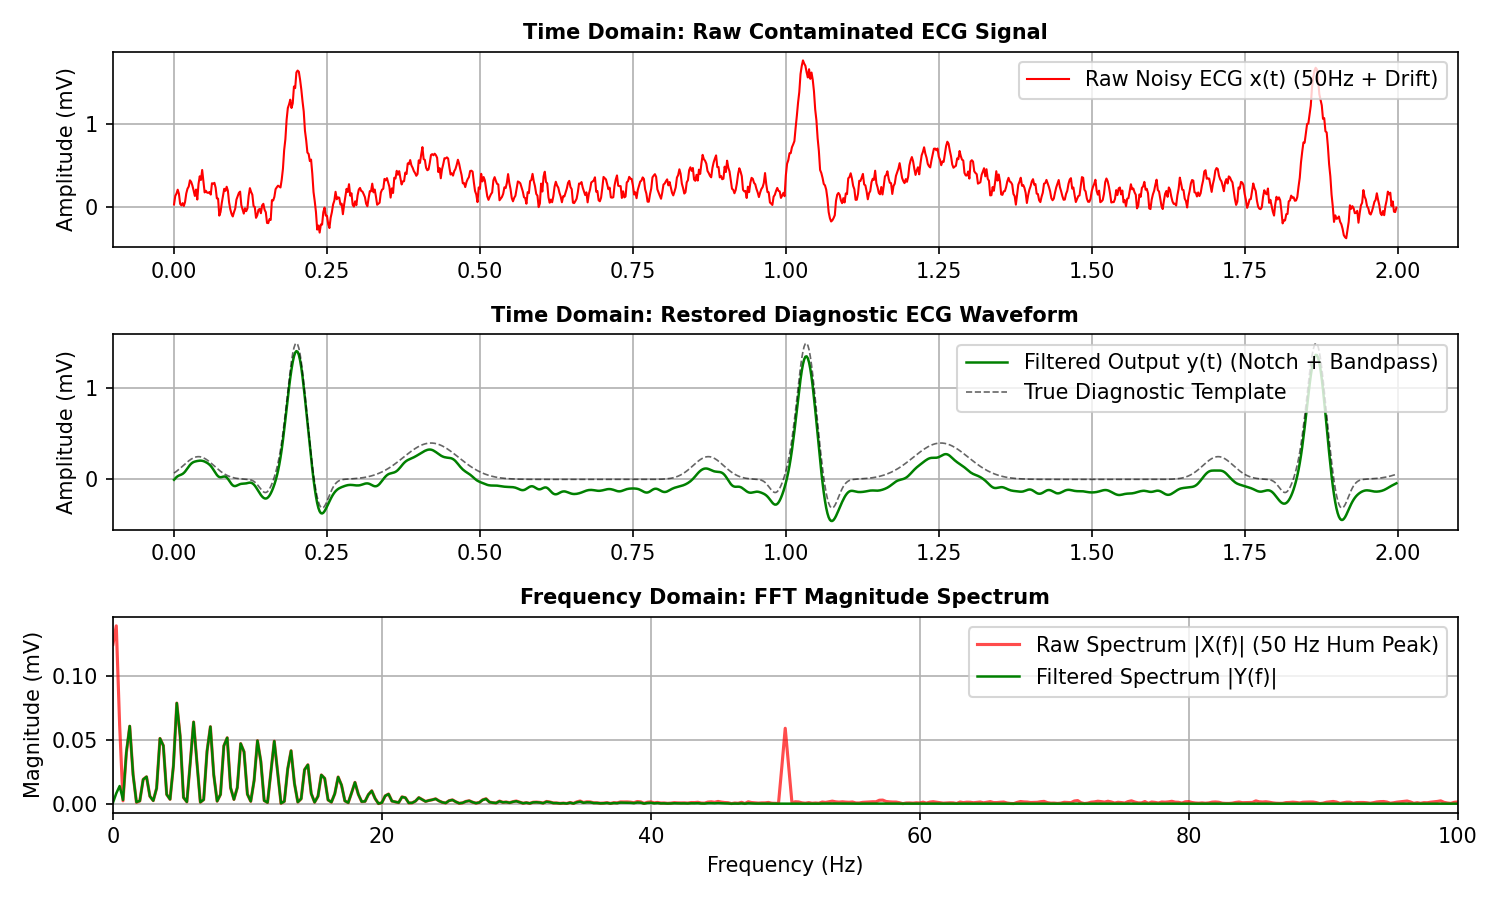 Time Domain: Raw Contaminated ECG Signal
Amplitude (mV)
1
0
Raw Noisy ECG x(t) (50Hz + Drift)
0.00 0.25 0.50 0.75 1.00 1.25 1.50 1.75 2.00
Time Domain: Restored Diagnostic ECG Waveform
Amplitude (mV)
1
0
Filtered Output y(t) (Notch + Bandpass)
True Diagnostic Template
0.00 0.25 0.50 0.75 1.00 1.25 1.50 1.75 2.00
Frequency Domain: FFT Magnitude Spectrum
Magnitude (mV)
0.10
0.05
0.00
Raw Spectrum |X(f)| (50 Hz Hum Peak)
Filtered Spectrum |Y(f)|
0 20 40 60 80 100
Frequency (Hz)